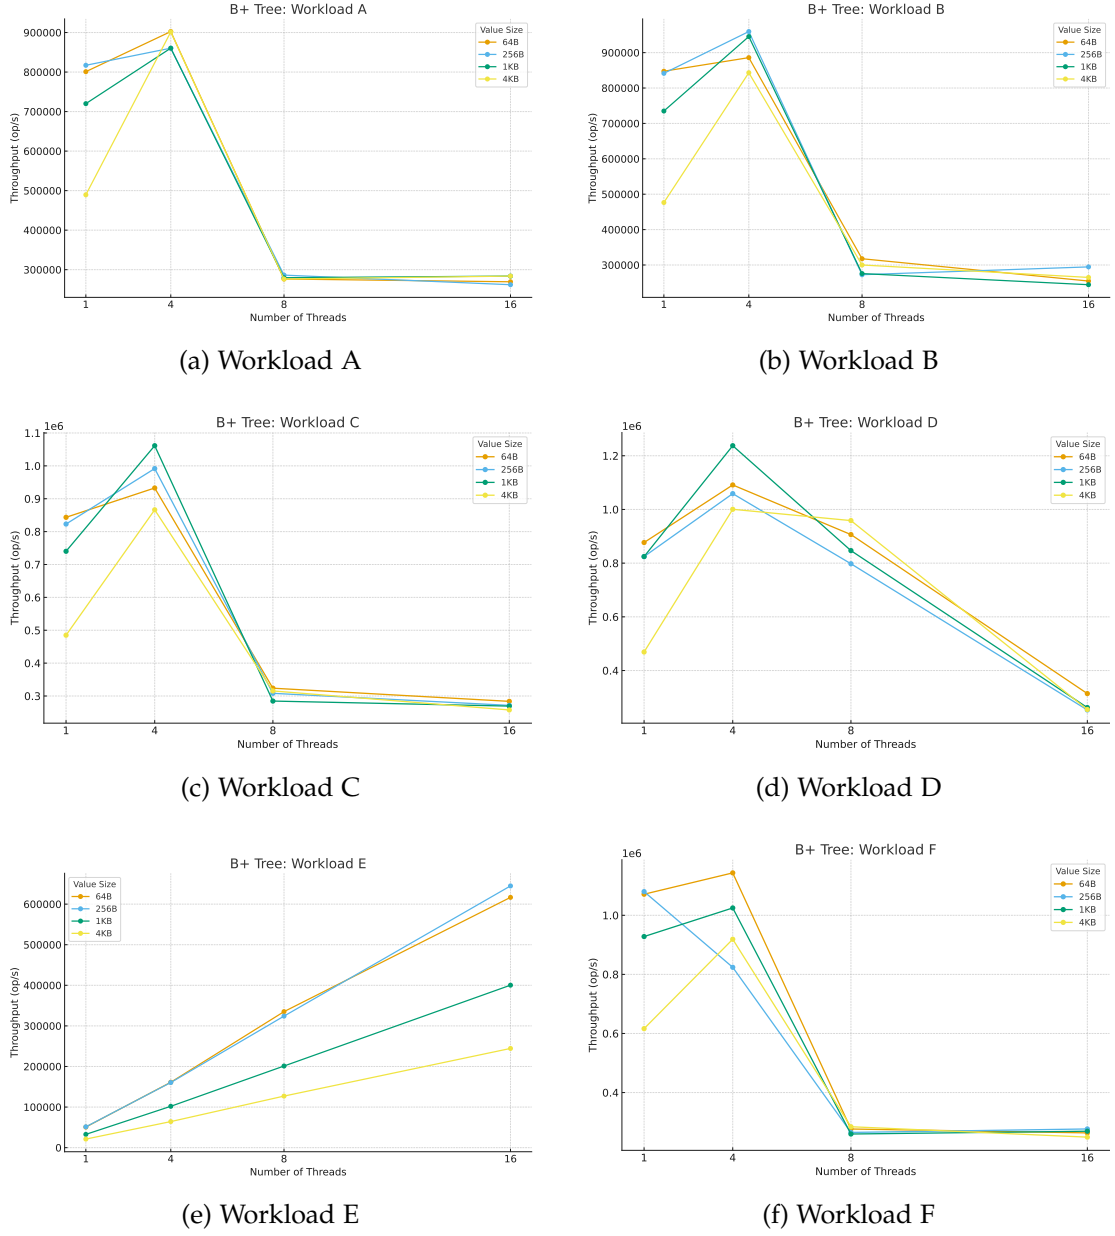 B+ Tree: Workload A
Value Size
64B
256B
1KB
4KB
900000
800000
700000
600000
500000
400000
300000
Throughput (op/s)
1 4 8 16
Number of Threads
(a) Workload A
B+ Tree: Workload B
Value Size
64B
256B
1KB
4KB
900000
800000
700000
600000
500000
400000
300000
Throughput (op/s)
1 4 8 16
Number of Threads
(b) Workload B
B+ Tree: Workload C
1e6
Value Size
64B
256B
1KB
4KB
1.1
1.0
0.9
0.8
0.7
0.6
0.5
0.4
0.3
Throughput (op/s)
1 4 8 16
Number of Threads
(c) Workload C
B+ Tree: Workload D
1e6
Value Size
64B
256B
1KB
4KB
1.2
1.0
0.8
0.6
0.4
Throughput (op/s)
1 4 8 16
Number of Threads
(d) Workload D
B+ Tree: Workload E
Value Size
64B
256B
1KB
4KB
600000
500000
400000
300000
200000
100000
0
Throughput (op/s)
1 4 8 16
Number of Threads
(e) Workload E
B+ Tree: Workload F
1e6
Value Size
64B
256B
1KB
4KB
1.0
0.8
0.6
0.4
Throughput (op/s)
1 4 8 16
Number of Threads
(f) Workload F